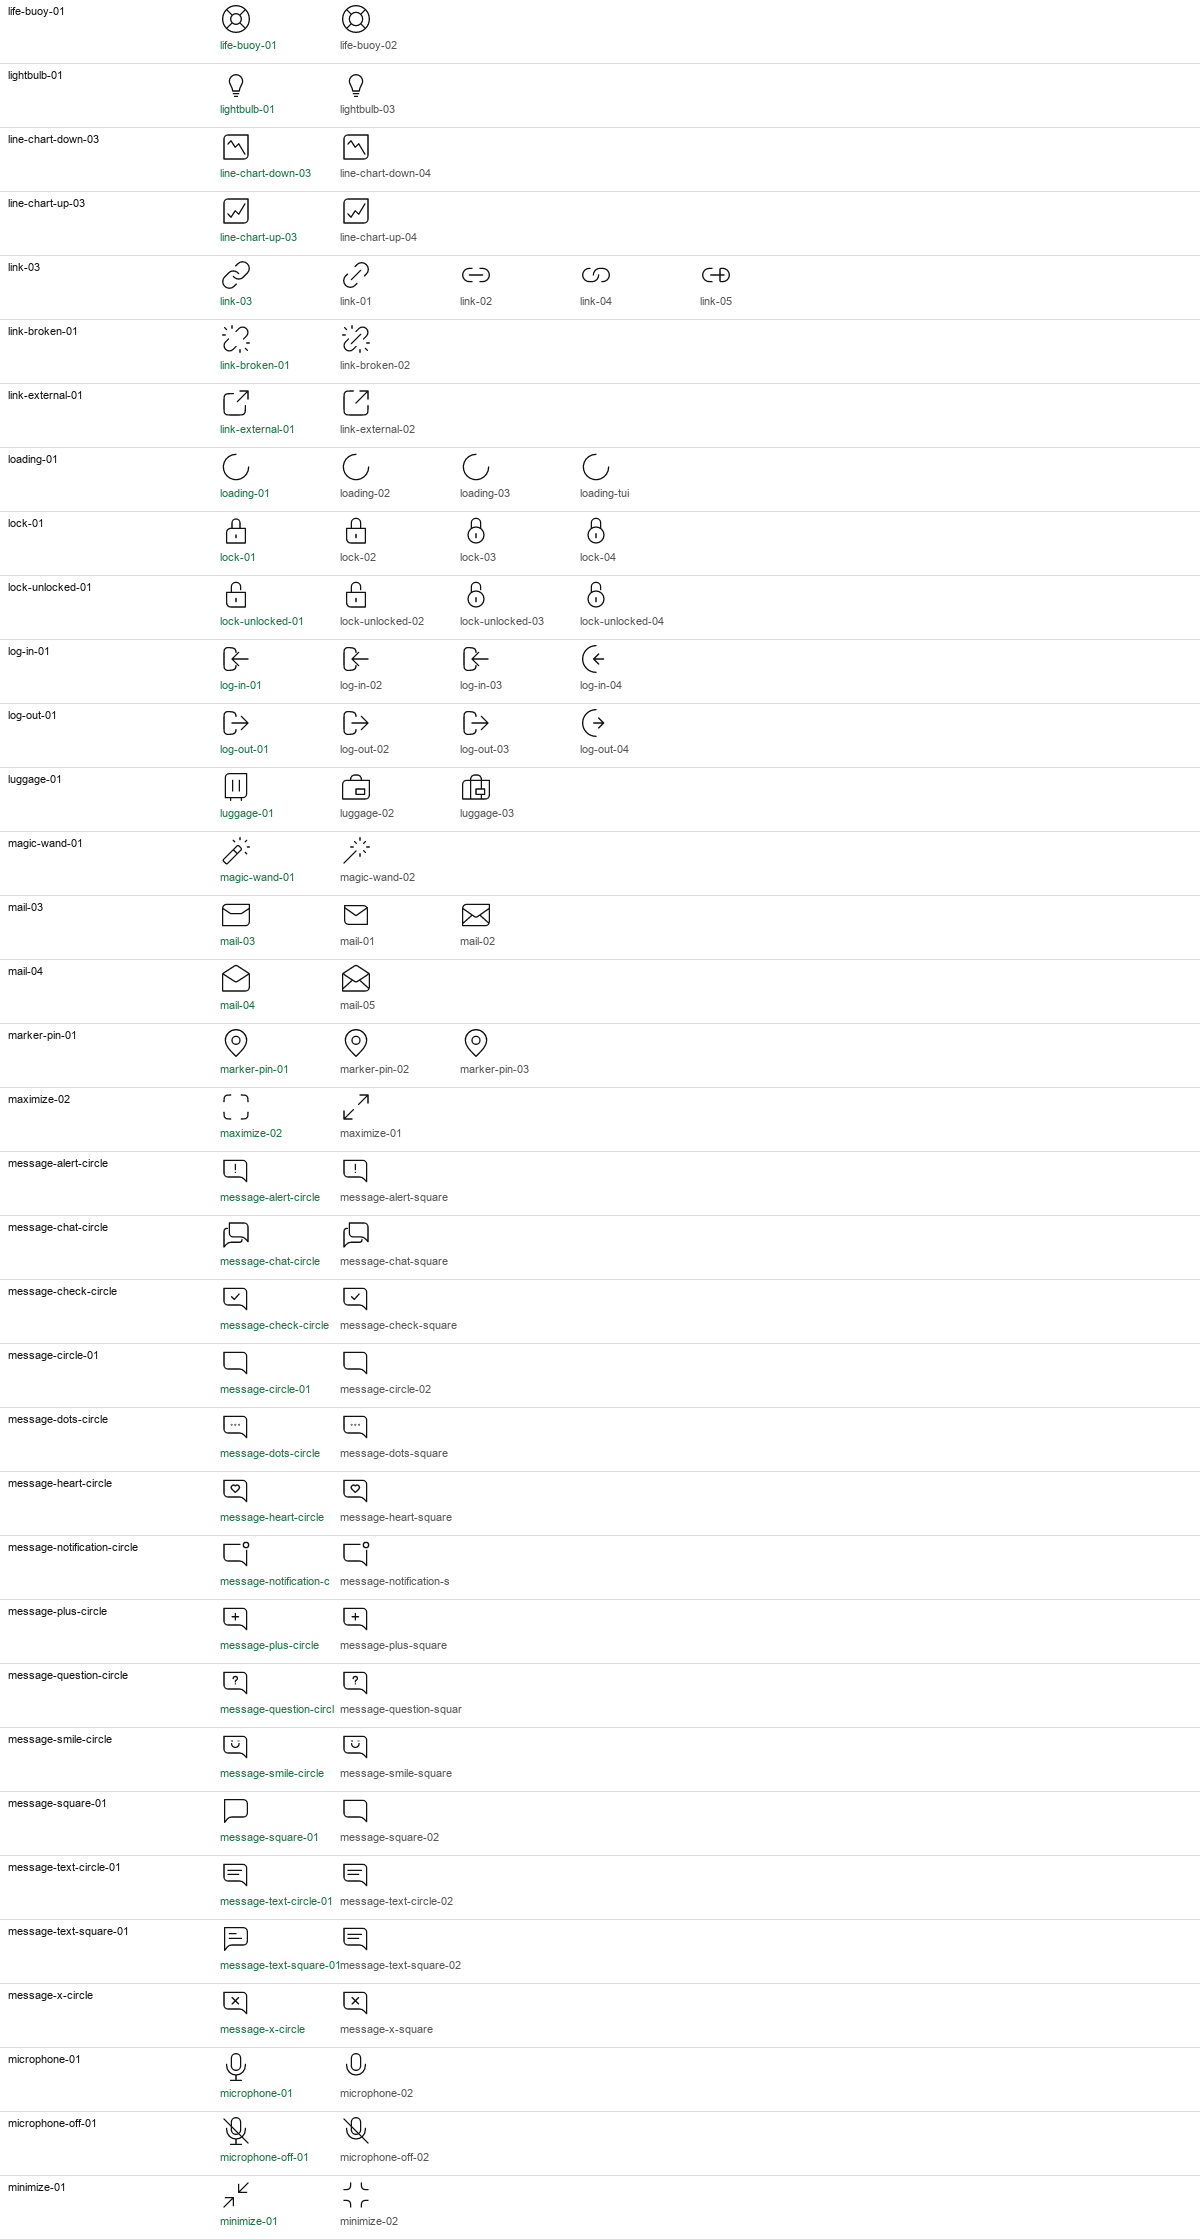 life-buoy-01
life-buoy-01 life-buoy-02
lightbulb-01
lightbulb-01 lightbulb-03
line-chart-down-03
line-chart-down-03 line-chart-down-04
line-chart-up-03
line-chart-up-03 line-chart-up-04
link-03
link-03 link-01 link-02 link-04 link-05
link-broken-01
link-broken-01 link-broken-02
link-external-01
link-external-01 link-external-02
loading-01
loading-01 loading-02 loading-03 loading-tui
lock-01
lock-01 lock-02 lock-03 lock-04
lock-unlocked-01
lock-unlocked-01 lock-unlocked-02 lock-unlocked-03 lock-unlocked-04
log-in-01
log-in-01 log-in-02 log-in-03 log-in-04
log-out-01
log-out-01 log-out-02 log-out-03 log-out-04
luggage-01
luggage-01 luggage-02 luggage-03
magic-wand-01
magic-wand-01 magic-wand-02
mail-03
mail-03 mail-01 mail-02
mail-04
mail-04 mail-05
marker-pin-01
marker-pin-01 marker-pin-02 marker-pin-03
maximize-02
maximize-02 maximize-01
message-alert-circle
message-alert-circle message-alert-square
message-chat-circle
message-chat-circle message-chat-square
message-check-circle
message-check-circle message-check-square
message-circle-01
message-circle-01 message-circle-02
message-dots-circle
message-dots-circle message-dots-square
message-heart-circle
message-heart-circle message-heart-square
message-notification-circle
message-notification-c message-notification-s
message-plus-circle
message-plus-circle message-plus-square
message-question-circle
message-question-circl message-question-squar
message-smile-circle
message-smile-circle message-smile-square
message-square-01
message-square-01 message-square-02
message-text-circle-01
message-text-circle-01 message-text-circle-02
message-text-square-01
message-text-square-01 message-text-square-02
message-x-circle
message-x-circle message-x-square
microphone-01
microphone-01 microphone-02
microphone-off-01
microphone-off-01 microphone-off-02
minimize-01
minimize-01 minimize-02